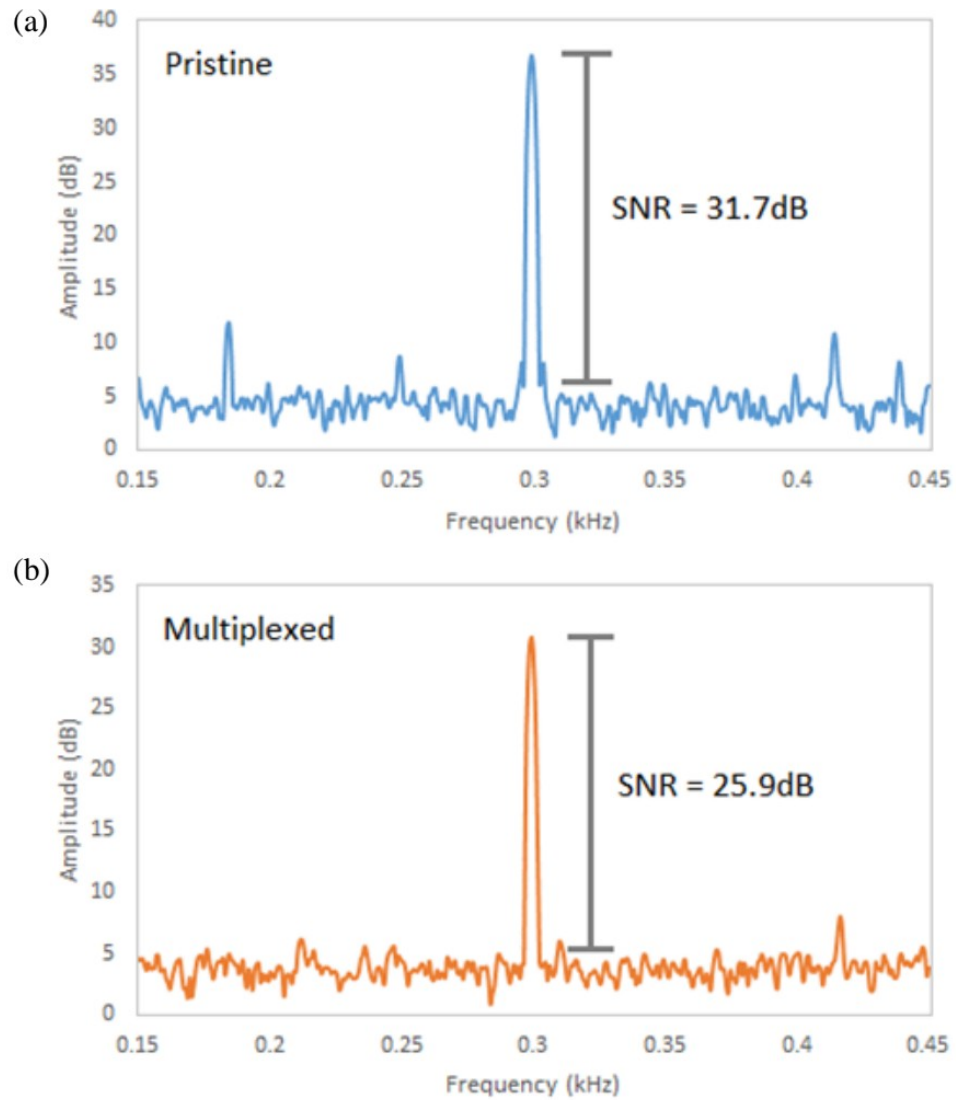 (a)
Pristine
SNR = 31.7dB
Amplitude (dB)
40
35
30
25
20
15
10
5
0
0.15 0.2 0.25 0.3 0.35 0.4 0.45
Frequency (kHz)
(b)
Multiplexed
SNR = 25.9dB
Amplitude (dB)
35
30
25
20
15
10
5
0
0.15 0.2 0.25 0.3 0.35 0.4 0.45
Frequency (kHz)